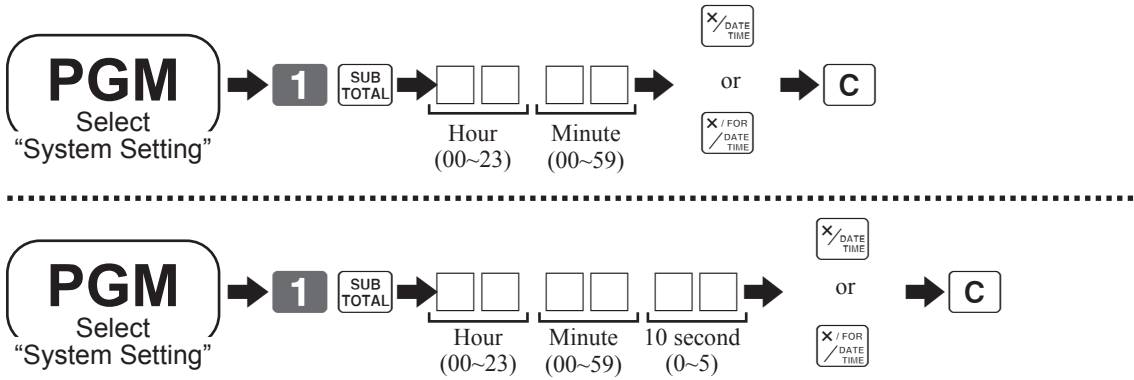 PGM
Select
“System Setting”
1
SUB
TOTAL
Hour
(00~23)
Minute
(00~59)
×/DATE
TIME
or
×/FOR
/DATE
TIME
C
PGM
Select
“System Setting”
1
SUB
TOTAL
Hour
(00~23)
Minute
(00~59)
10 second
(0~5)
×/DATE
TIME
or
×/FOR
/DATE
TIME
C